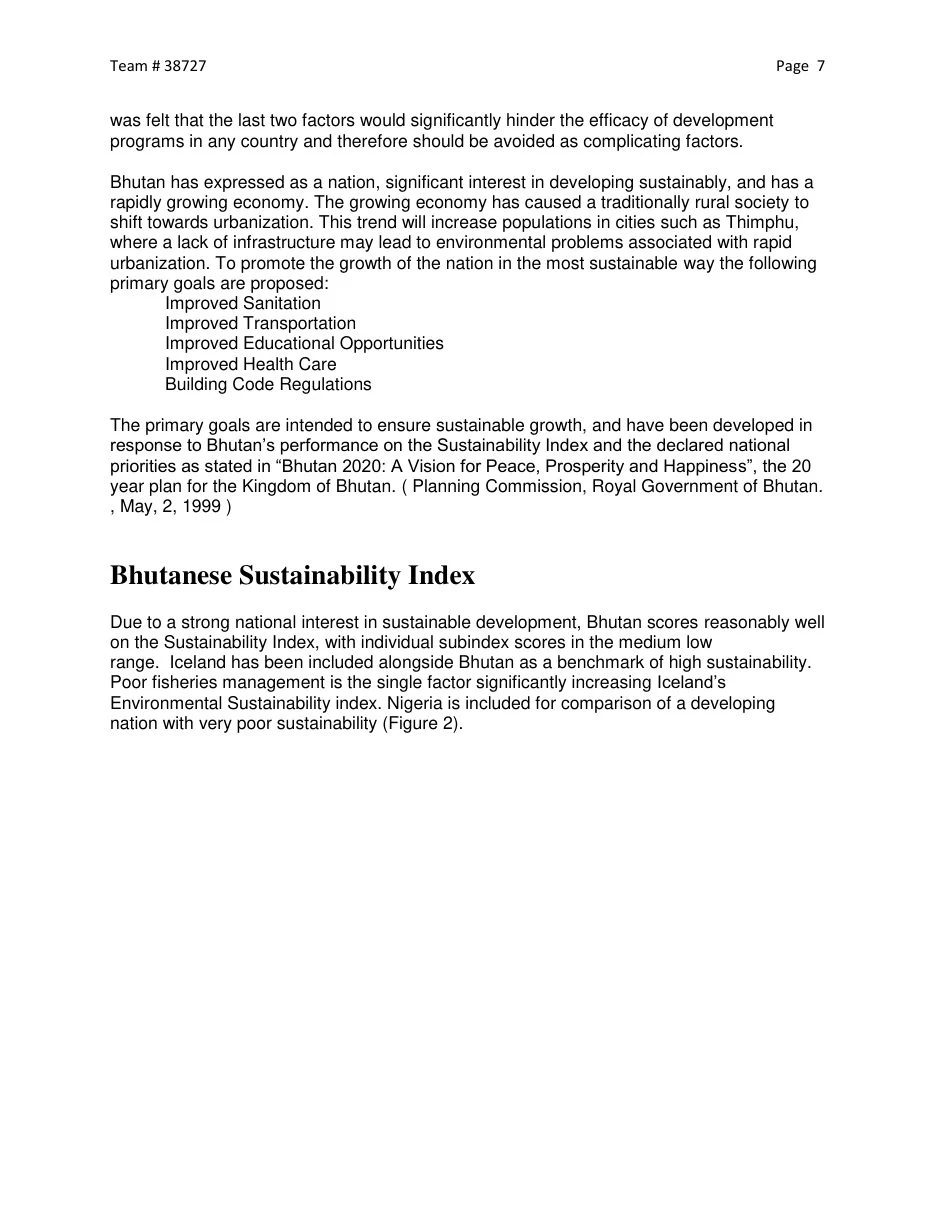 Team # 38727 Page 7
was felt that the last two factors would significantly hinder the efficacy of development
programs in any country and therefore should be avoided as complicating factors.
Bhutan has expressed as a nation, significant interest in developing sustainably, and has a
rapidly growing economy. The growing economy has caused a traditionally rural society to
shift towards urbanization. This trend will increase populations in cities such as Thimphu,
where a lack of infrastructure may lead to environmental problems associated with rapid
urbanization. To promote the growth of the nation in the most sustainable way the following
primary goals are proposed:
Improved Sanitation
Improved Transportation
Improved Educational Opportunities
Improved Health Care
Building Code Regulations
The primary goals are intended to ensure sustainable growth, and have been developed in
response to Bhutan’s performance on the Sustainability Index and the declared national
priorities as stated in “Bhutan 2020: A Vision for Peace, Prosperity and Happiness”, the 20
year plan for the Kingdom of Bhutan. ( Planning Commission, Royal Government of Bhutan.
, May, 2, 1999 )
Bhutanese Sustainability Index
Due to a strong national interest in sustainable development, Bhutan scores reasonably well
on the Sustainability Index, with individual subindex scores in the medium low
range.  Iceland has been included alongside Bhutan as a benchmark of high sustainability.
Poor fisheries management is the single factor significantly increasing Iceland’s
Environmental Sustainability index. Nigeria is included for comparison of a developing
nation with very poor sustainability (Figure 2).